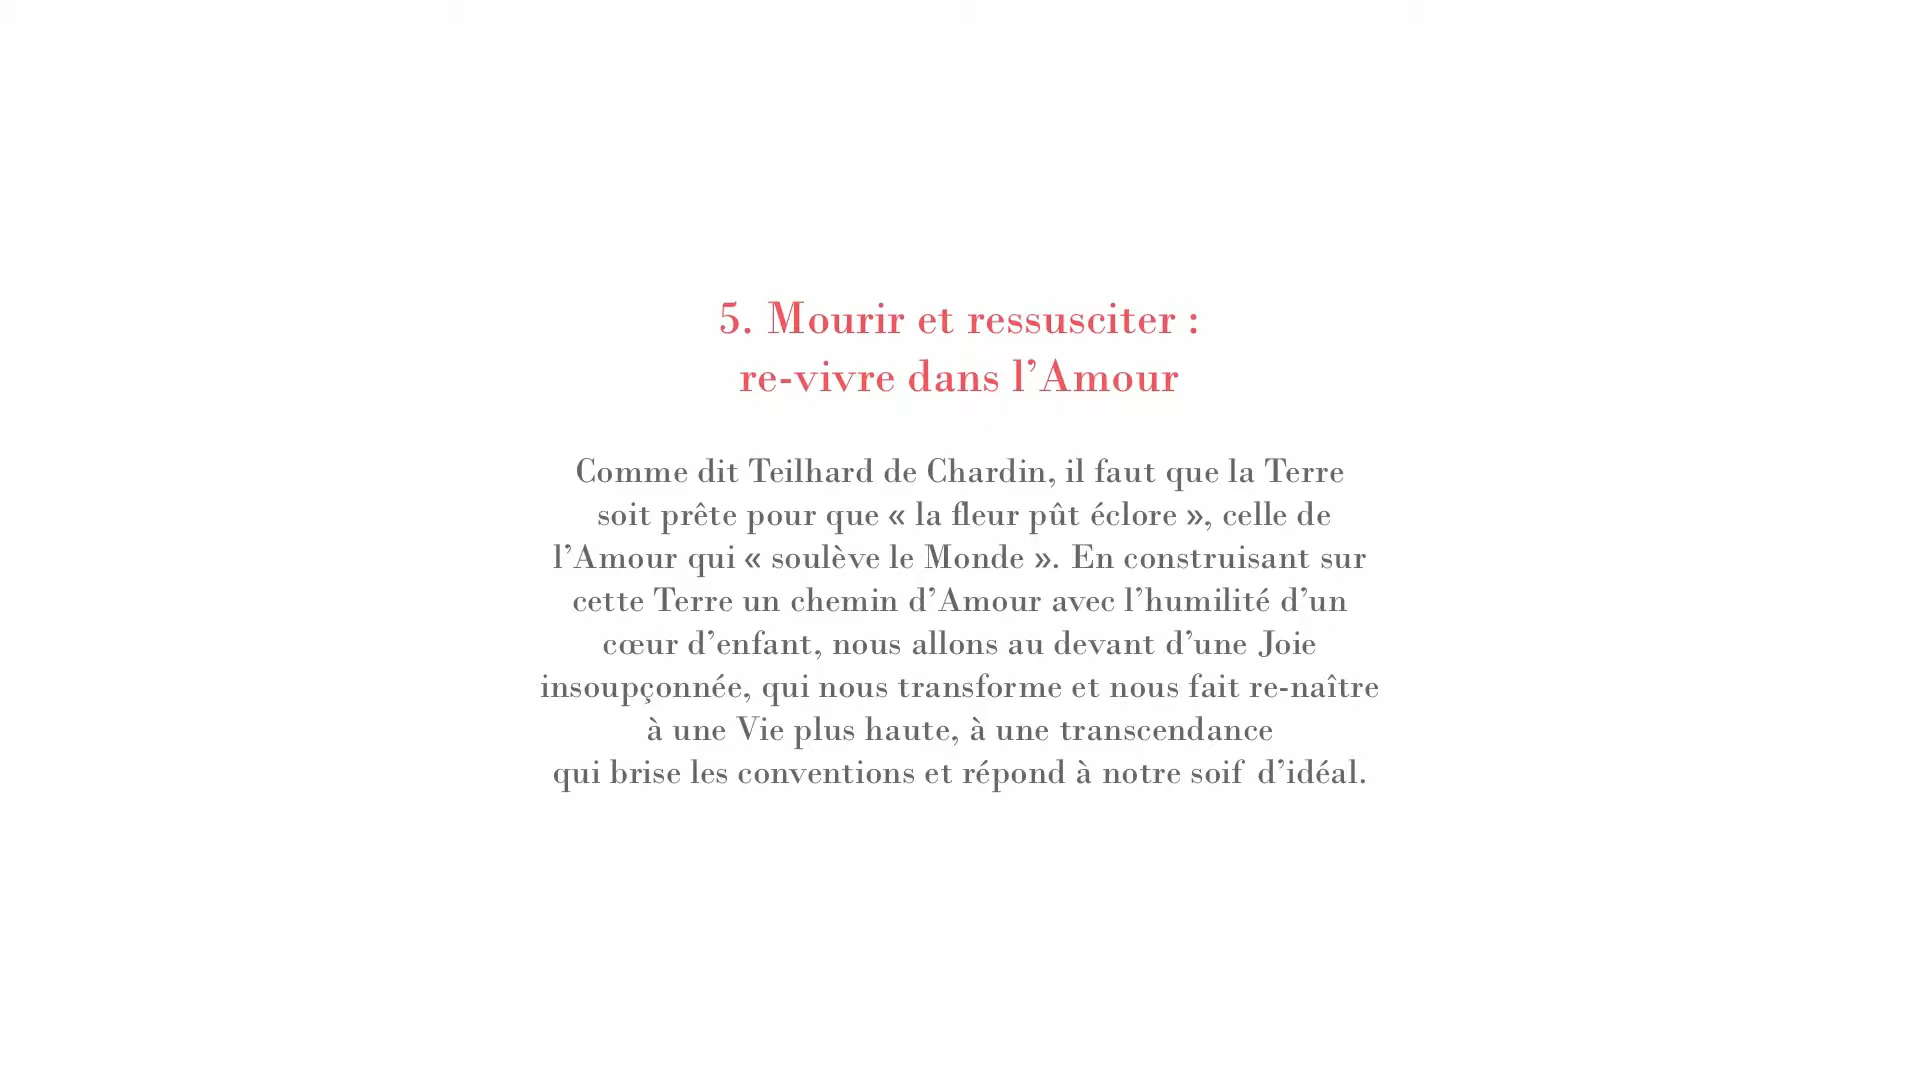 5. Mourir et ressusciter :
re-vivre dans l’Amour
Comme dit Teilhard de Chardin, il faut que la Terre
soit prête pour que « la fleur pût éclore », celle de
l’Amour qui « soulève le Monde ». En construisant sur
cette Terre un chemin d’Amour avec l’humilité d’un
cœur d’enfant, nous allons au devant d’une Joie
insoupçonnée, qui nous transforme et nous fait re-naître
à une Vie plus haute, à une transcendance
qui brise les conventions et répond à notre soif d’idéal.